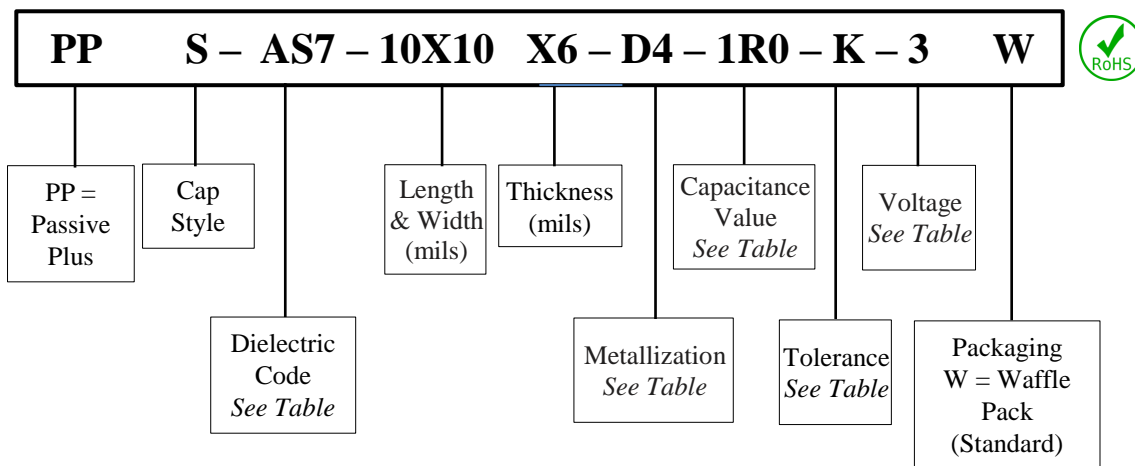 PP S – AS7 – 10X10 X6 – D4 – 1R0 – K – 3 W
RoHS
PP =
Passive
Plus
Cap
Style
Length
& Width
(mils)
Thickness
(mils)
Capacitance
Value
See Table
Voltage
See Table
Dielectric
Code
See Table
Metallization
See Table
Tolerance
See Table
Packaging
W = Waffle
Pack
(Standard)